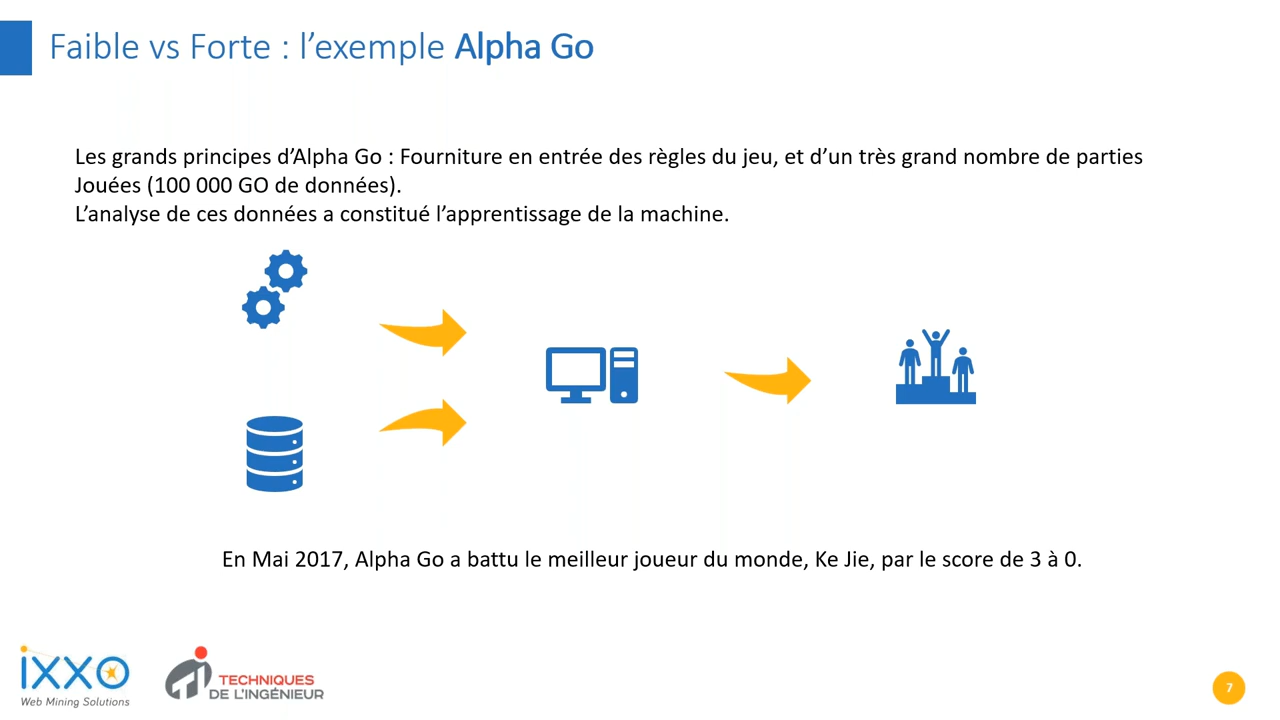 Faible vs Forte : l’exemple Alpha Go
Les grands principes d’Alpha Go : Fourniture en entrée des règles du jeu, et d’un très grand nombre de parties
Jouées (100 000 GO de données).
L’analyse de ces données a constitué l’apprentissage de la machine.
En Mai 2017, Alpha Go a battu le meilleur joueur du monde, Ke Jie, par le score de 3 à 0.
ixxo
Web Mining Solutions
TECHNIQUES
DE L’INGÉNIEUR
7